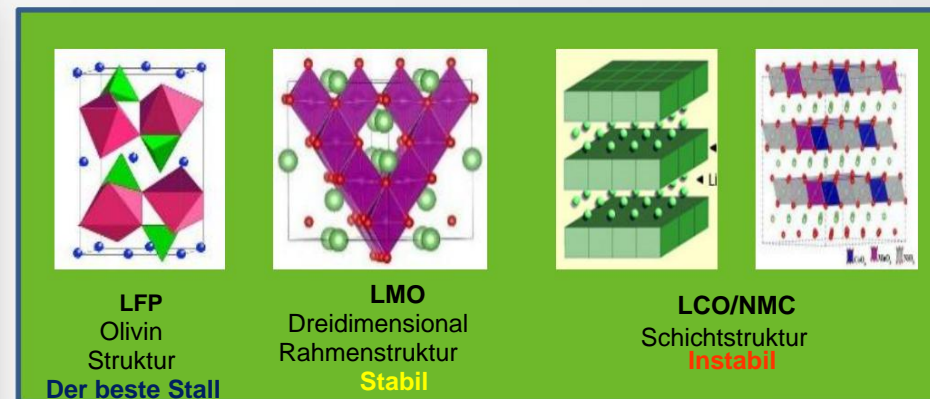 Li
LFP
Olivin
Struktur
Der beste Stall
LMO
Dreidimensional
Rahmenstruktur
Stabil
LCO/NMC
Schichtstruktur
Instabil